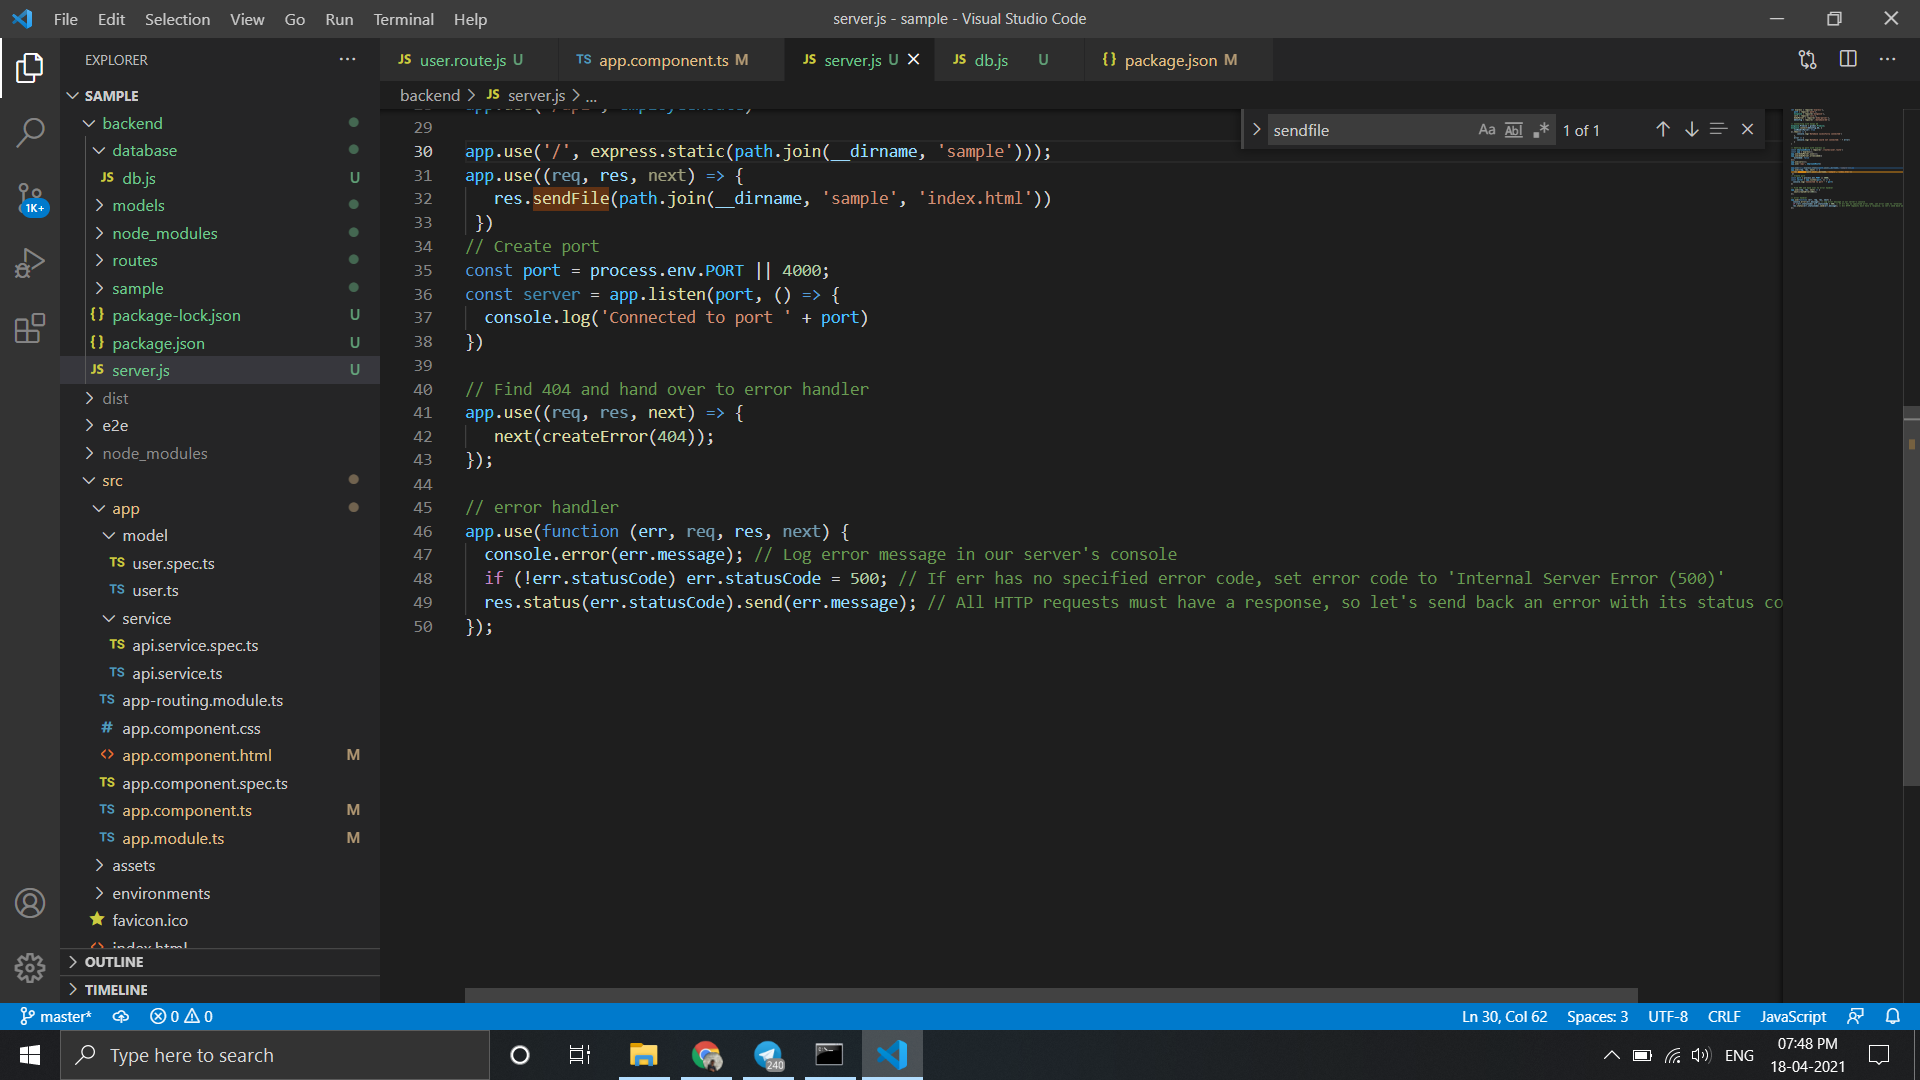 File Edit Selection View Go Run Terminal Help
server.js - sample - Visual Studio Code
EXPLORER
JS user.route.js U
TS app.component.ts M
JS server.js U
JS db.js U
{} package.json M
SAMPLE
backend
database
JS db.js U
models
node_modules
routes
sample
{} package-lock.json U
{} package.json U
JS server.js U
dist
e2e
node_modules
src
app
model
TS user.spec.ts
TS user.ts
service
TS api.service.spec.ts
TS api.service.ts
TS app-routing.module.ts
# app.component.css
<> app.component.html M
TS app.component.spec.ts
TS app.component.ts M
TS app.module.ts M
assets
environments
favicon.ico
<> index.html
OUTLINE
TIMELINE
1K+
backend > JS server.js > ...
sendfile Aa Abl .* 1 of 1
29
30 app.use('/', express.static(path.join(__dirname, 'sample')));
31 app.use((req, res, next) => {
32 res.sendFile(path.join(__dirname, 'sample', 'index.html'))
33 })
34 // Create port
35 const port = process.env.PORT || 4000;
36 const server = app.listen(port, () => {
37 console.log('Connected to port ' + port)
38 })
39
40 // Find 404 and hand over to error handler
41 app.use((req, res, next) => {
42 next(createError(404));
43 });
44
45 // error handler
46 app.use(function (err, req, res, next) {
47 console.error(err.message); // Log error message in our server's console
48 if (!err.statusCode) err.statusCode = 500; // If err has no specified error code, set error code to 'Internal Server Error (500)'
49 res.status(err.statusCode).send(err.message); // All HTTP requests must have a response, so let's send back an error with its status co
50 });
master* 0 0
Ln 30, Col 62 Spaces: 3 UTF-8 CRLF JavaScript
Type here to search
240
ENG
07:48 PM
18-04-2021